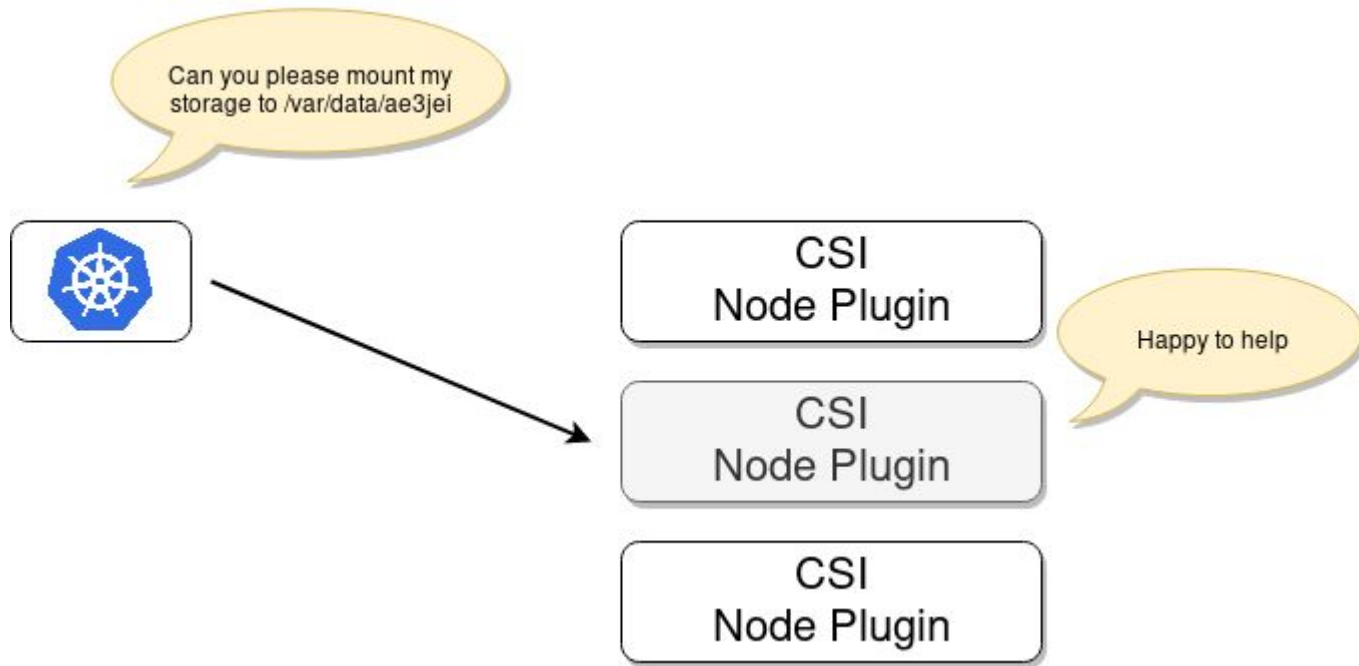 Can you please mount my
storage to /var/data/ae3jei
CSI
Node Plugin
Happy to help
CSI
Node Plugin
CSI
Node Plugin